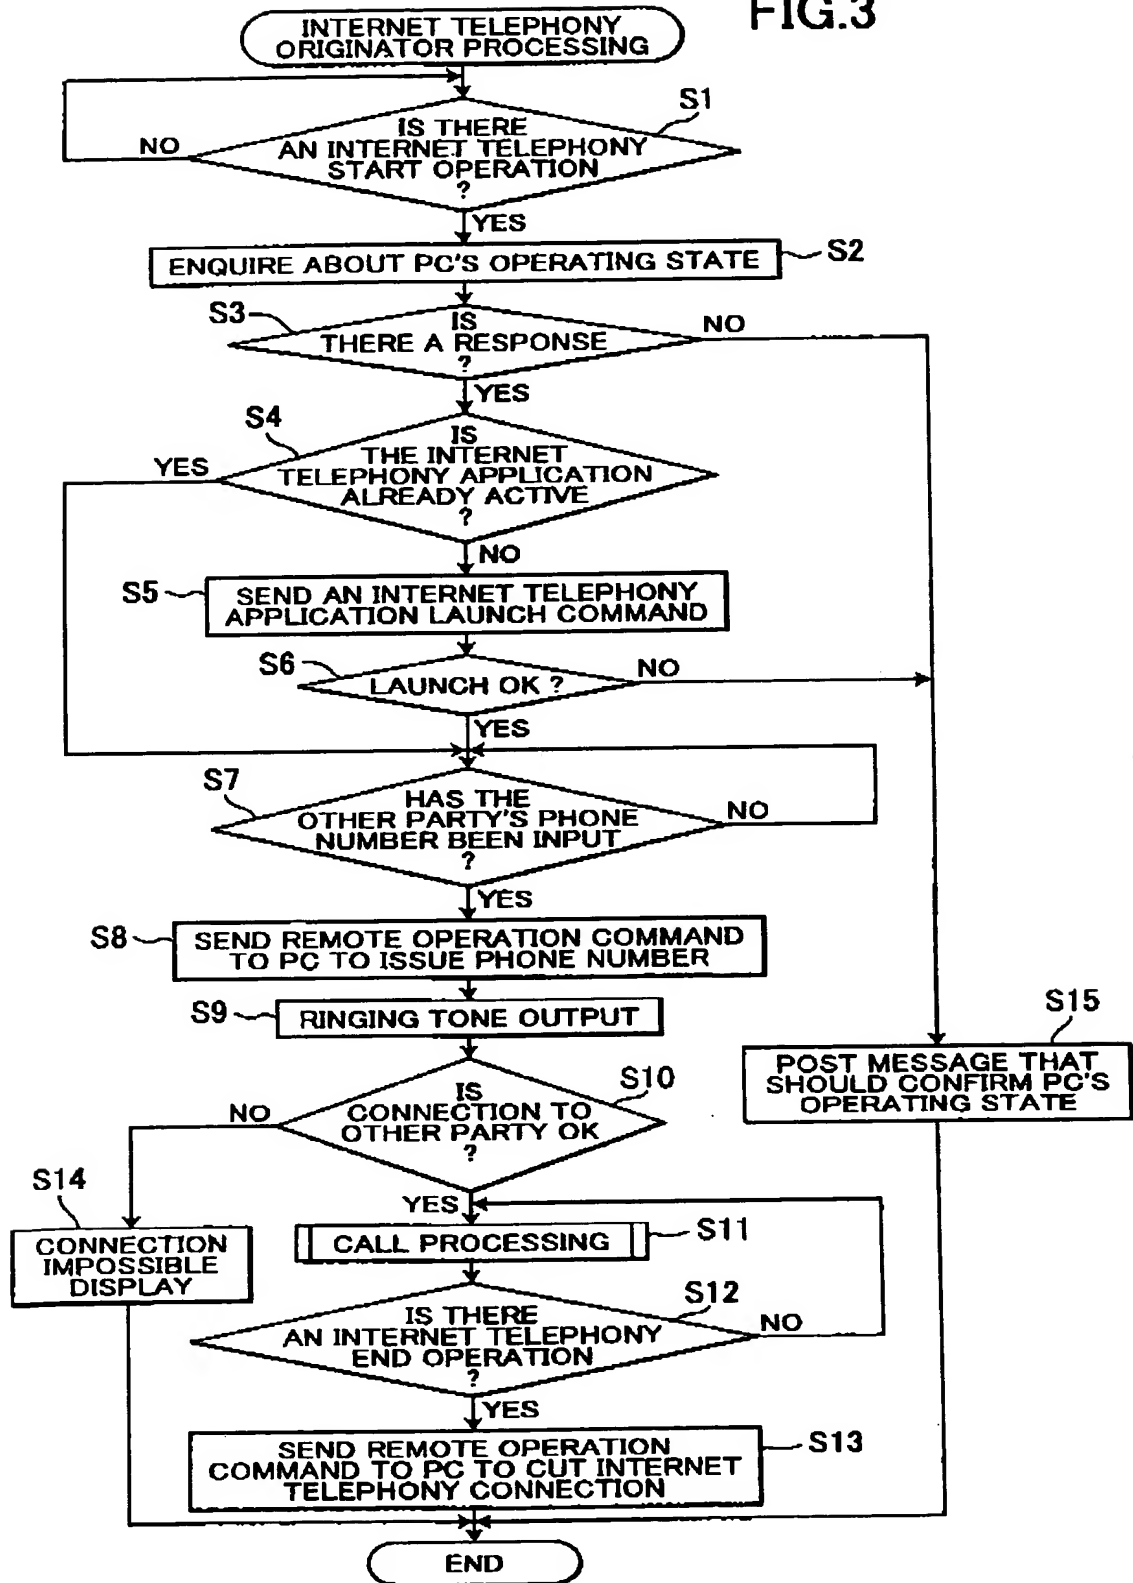 FIG.3
INTERNET TELEPHONY
ORIGINATOR PROCESSING
S1
IS THERE
AN INTERNET TELEPHONY
START OPERATION
?
NO
YES
S2
ENQUIRE ABOUT PC'S OPERATING STATE
S3
IS
THERE A RESPONSE
?
NO
YES
S4
IS
THE INTERNET
TELEPHONY APPLICATION
ALREADY ACTIVE
?
YES
NO
S5
SEND AN INTERNET TELEPHONY
APPLICATION LAUNCH COMMAND
S6
LAUNCH OK ?
NO
YES
S7
HAS THE
OTHER PARTY'S PHONE
NUMBER BEEN INPUT
?
NO
YES
S8
SEND REMOTE OPERATION COMMAND
TO PC TO ISSUE PHONE NUMBER
S9
RINGING TONE OUTPUT
S15
POST MESSAGE THAT
SHOULD CONFIRM PC'S
OPERATING STATE
S10
IS
CONNECTION TO
OTHER PARTY OK
?
NO
YES
S14
CONNECTION
IMPOSSIBLE
DISPLAY
S11
CALL PROCESSING
S12
IS THERE
AN INTERNET TELEPHONY
END OPERATION
?
NO
YES
S13
SEND REMOTE OPERATION
COMMAND TO PC TO CUT INTERNET
TELEPHONY CONNECTION
END